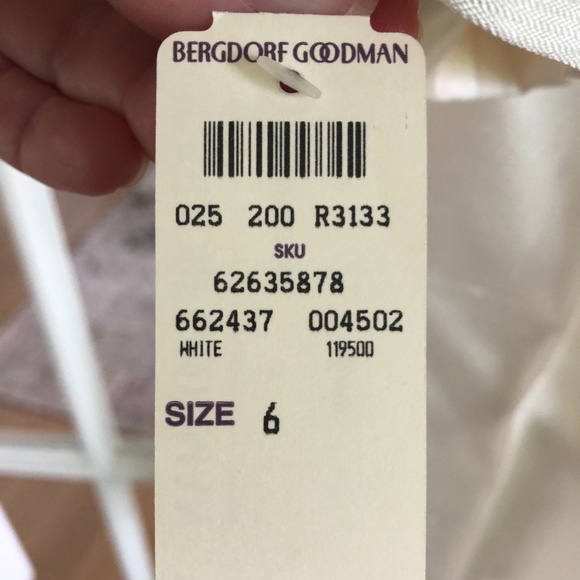 BERGDORF GOODMAN
025 200 R3133
SKU
62635878
662437 004502
WHITE 119500
SIZE 6